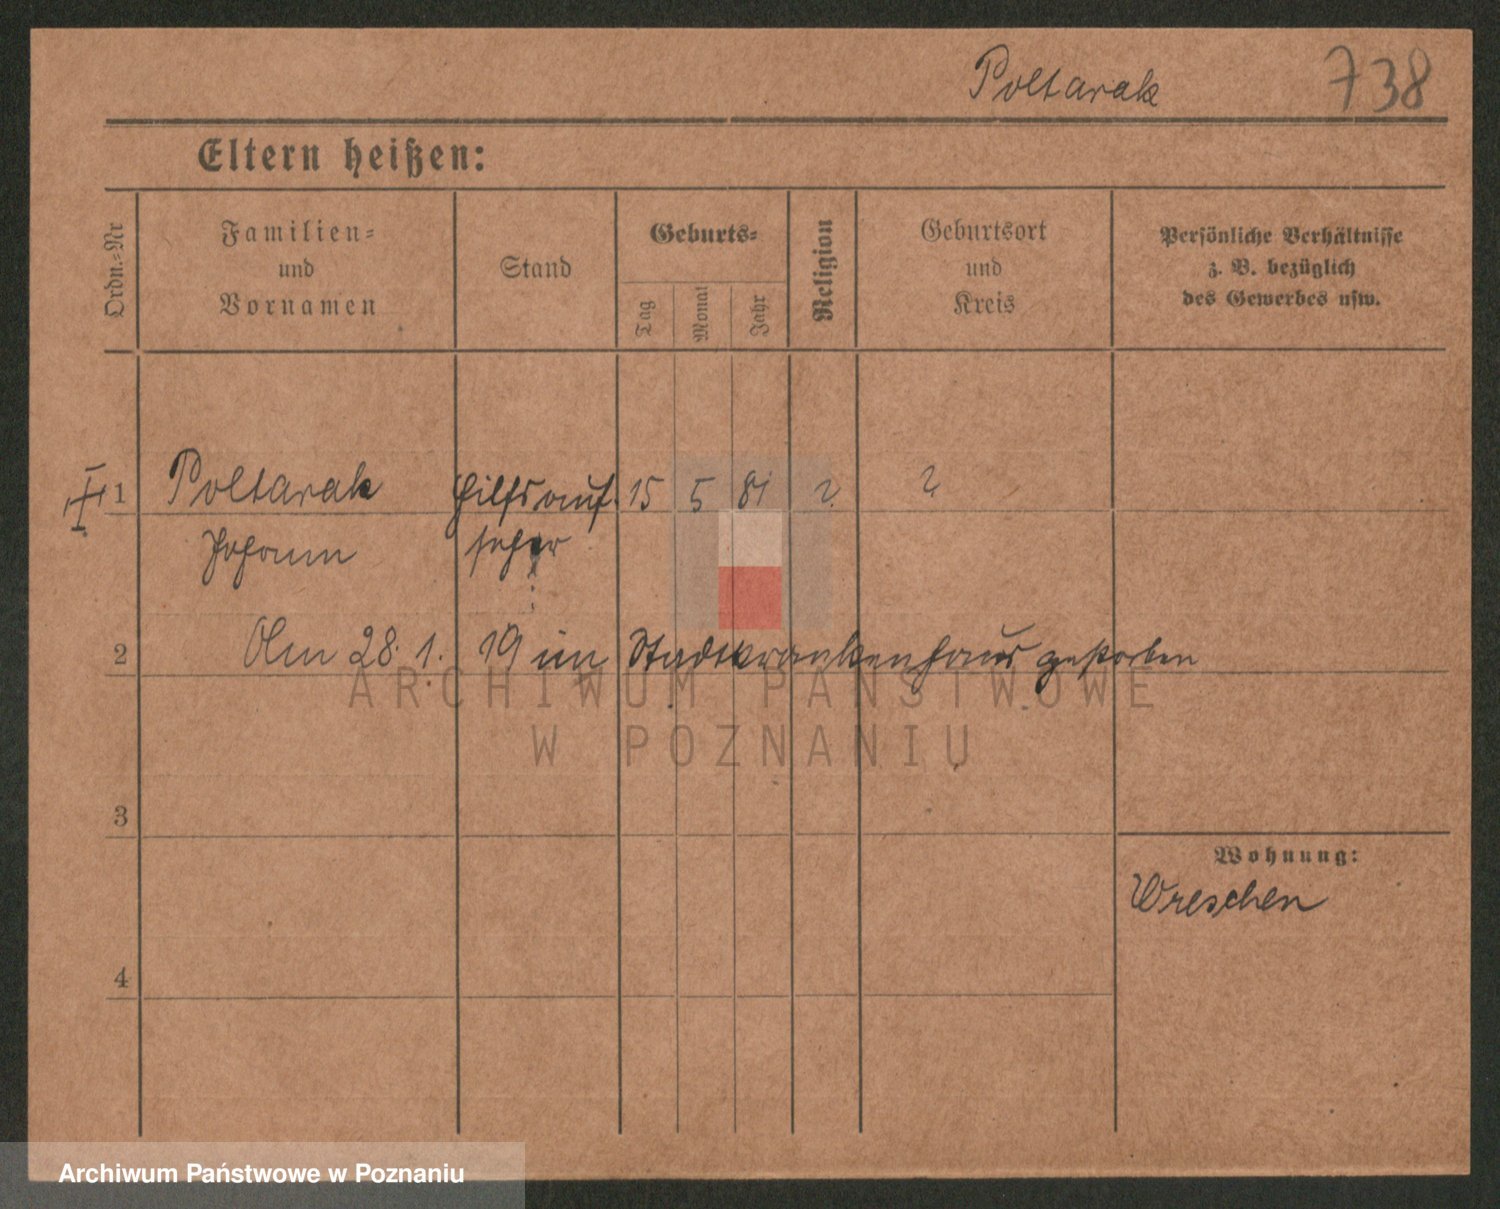 Poltarak 738
Eltern heißen:
Ordn.-Nr
Familien-
und
Vornamen
Stand
Geburts-
Tag
Monat
Jahr
Religion
Geburtsort
und
Kreis
Persönliche Verhältnisse
z. B. bezüglich
des Gewerbes usw.
1 Poltarak Hilfsauf- 15 5 81 ? ?
Johann seher
2 Am 28. 1. 19 im Stadtkrankenhaus gestorben
3
Wohnung:
Wreschen
4
ARCHIWUM PAŃSTWOWE
W POZNANIU
Archiwum Państwowe w Poznaniu